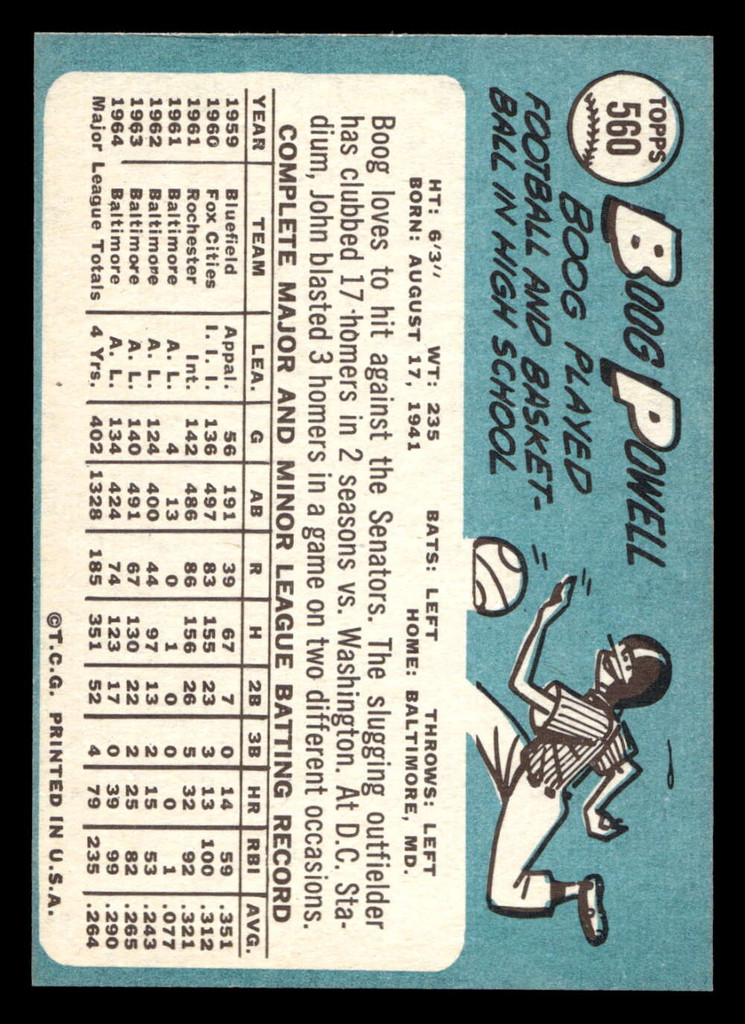 TOPPS
560
BOOG POWELL
BOOG PLAYED
FOOTBALL AND BASKET-
BALL IN HIGH SCHOOL
HT: 6'3" WT: 235 BATS: LEFT THROWS: LEFT
BORN: AUGUST 17, 1941 HOME: BALTIMORE, MD.
Boog loves to hit against the Senators. The slugging outfielder
has clubbed 17 homers in 2 seasons vs. Washington. At D.C. Sta-
dium, John blasted 3 homers in a game on two different occasions.
COMPLETE MAJOR AND MINOR LEAGUE BATTING RECORD
YEAR TEAM LEA. G AB R H 2B 3B HR RBI AVG.
1959 Bluefield Appal. 56 191 39 67 7 0 14 59 .351
1960 Fox Cities I. I. I. 136 497 83 155 23 3 13 100 .312
1961 Rochester Int. 142 486 86 156 26 5 32 92 .321
1961 Baltimore A. L. 4 13 0 1 0 0 0 1 .077
1962 Baltimore A. L. 124 400 44 97 13 2 15 53 .243
1963 Baltimore A. L. 140 491 67 130 22 2 25 82 .265
1964 Baltimore A. L. 134 424 74 123 17 0 39 99 .290
Major League Totals 4 Yrs. 402 1328 185 351 52 4 79 235 .264
©T.C.G. PRINTED IN U.S.A.